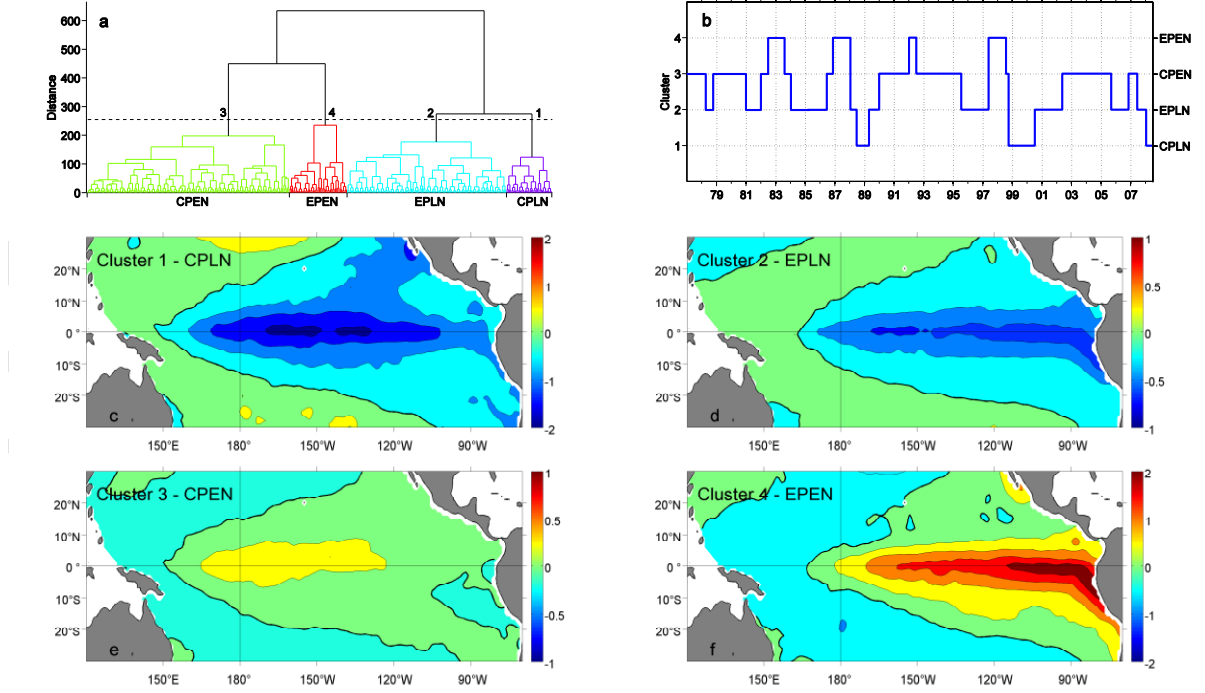 a
600
500
400
300
200
100
0
Distance
3
4
2
1
CPEN
EPEN
EPLN
CPLN
b
4
3
2
1
Cluster
EPEN
CPEN
EPLN
CPLN
79 81 83 85 87 89 91 93 95 97 99 01 03 05 07
Cluster 1 - CPLN
20°N
10°N
0°
10°S
20°S
c
150°E 180° 150°W 120°W 90°W
2
1
0
-1
-2
Cluster 2 - EPLN
20°N
10°N
0°
10°S
20°S
d
150°E 180° 150°W 120°W 90°W
1
0.5
0
-0.5
-1
Cluster 3 - CPEN
20°N
10°N
0°
10°S
20°S
e
150°E 180° 150°W 120°W 90°W
1
0.5
0
-0.5
-1
Cluster 4 - EPEN
20°N
10°N
0°
10°S
20°S
f
150°E 180° 150°W 120°W 90°W
2
1
0
-1
-2